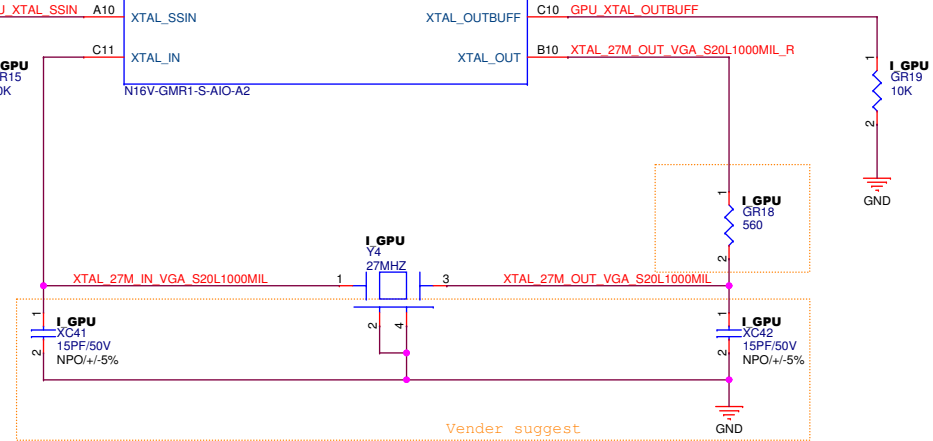 U_XTAL_SSIN A10 XTAL_SSIN XTAL_OUTBUFF C10 GPU_XTAL_OUTBUFF
C11 XTAL_IN XTAL_OUT B10 XTAL_27M_OUT_VGA_S20L1000MIL_R
GPU
R15
0K
N16V-GMR1-S-AIO-A2
1
I_GPU
GR19
10K
2
GND
1
I_GPU
GR18
560
2
I_GPU
Y4
27MHZ
XTAL_27M_IN_VGA_S20L1000MIL 1 3 XTAL_27M_OUT_VGA_S20L1000MIL
2 4
1
I_GPU
XC41
15PF/50V
2
NPO/+/-5%
1
I_GPU
XC42
15PF/50V
2
NPO/+/-5%
GND
Vender suggest